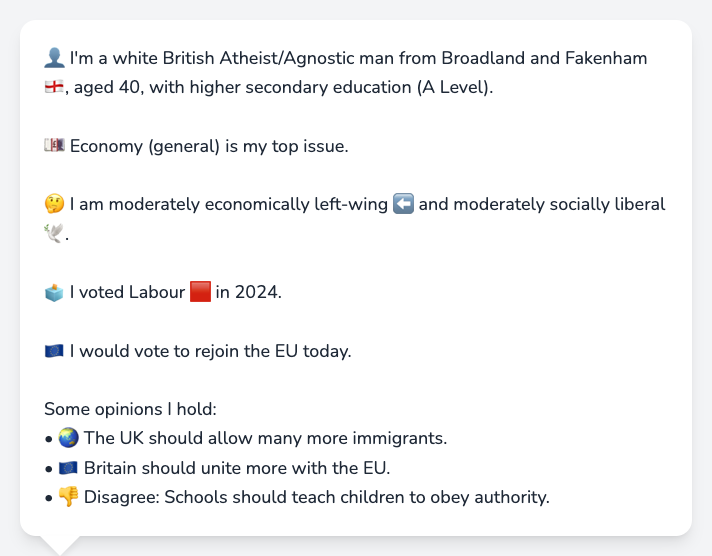 👤 I'm a white British Atheist/Agnostic man from Broadland and Fakenham
🏴󠁧󠁢󠁥󠁮󠁧󠁿, aged 40, with higher secondary education (A Level).
💷 Economy (general) is my top issue.
🤔 I am moderately economically left-wing ⬅️ and moderately socially liberal
🕊️.
🗳️ I voted Labour 🟥 in 2024.
🇪🇺 I would vote to rejoin the EU today.
Some opinions I hold:
• 🌏 The UK should allow many more immigrants.
• 🇪🇺 Britain should unite more with the EU.
• 👎 Disagree: Schools should teach children to obey authority.